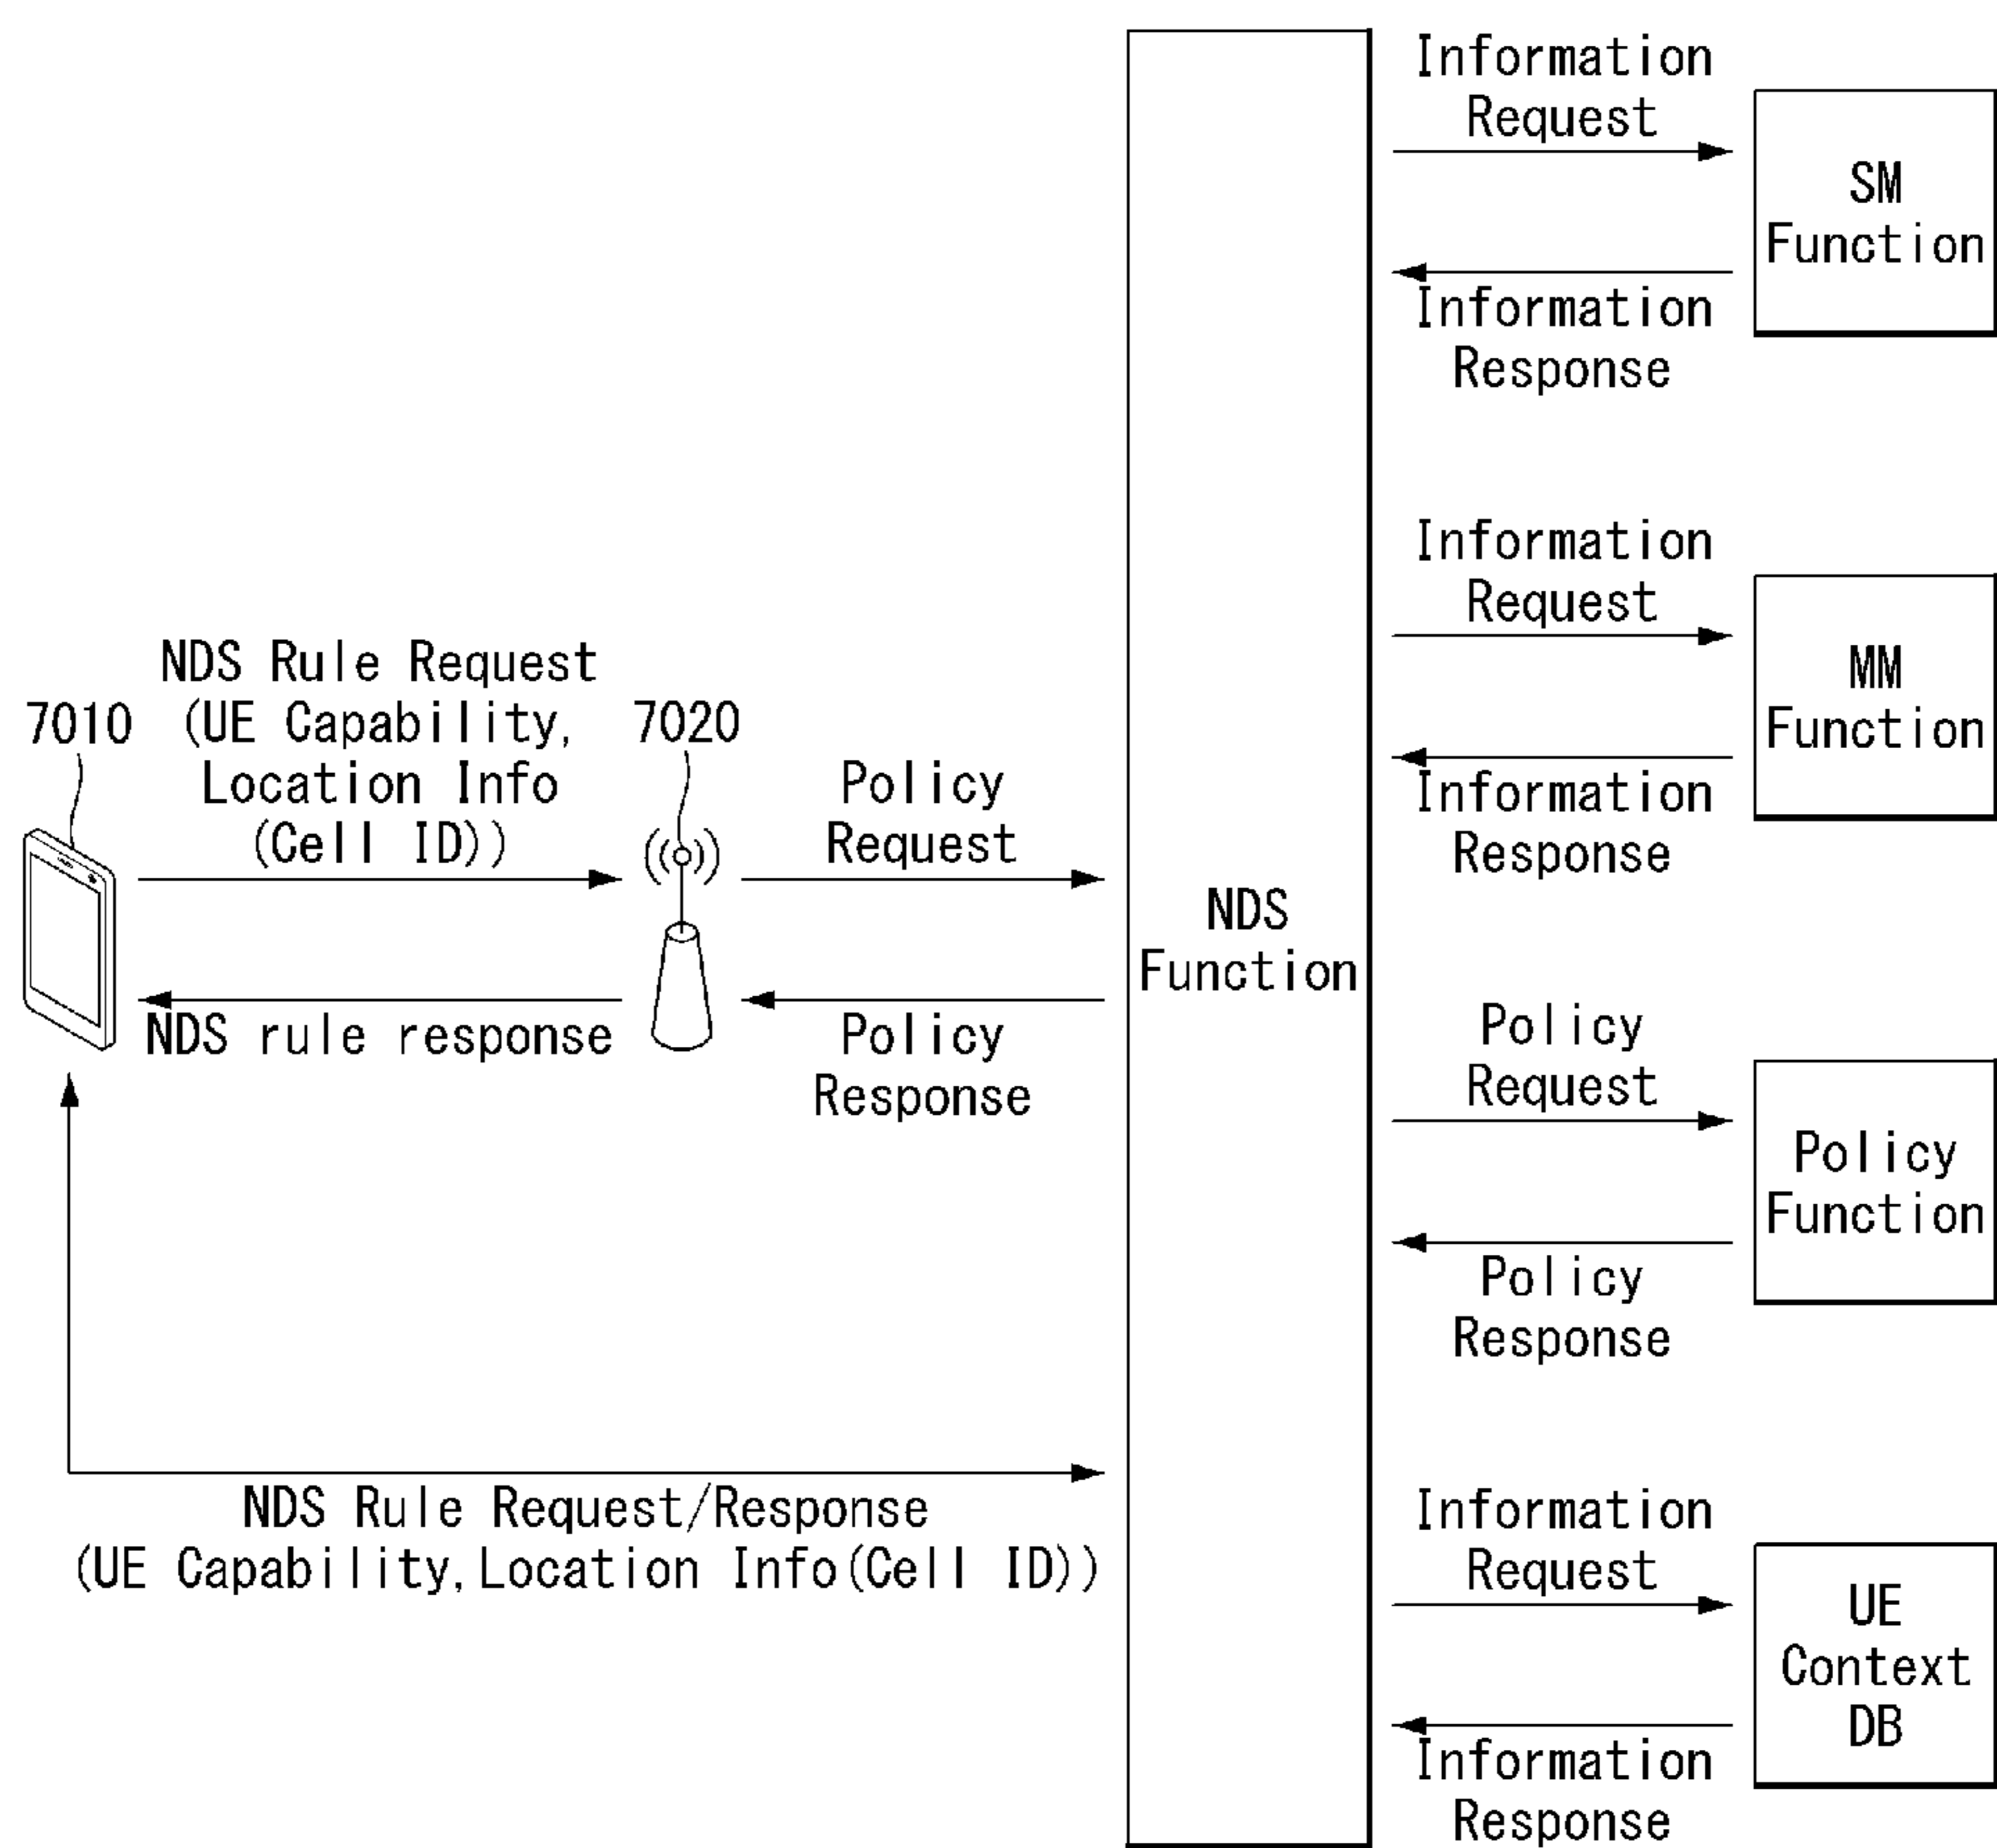 7010
NDS Rule Request
(UE Capability,
Location Info
(Cell ID))
7020
NDS rule response
Policy
Request
Policy
Response
NDS Rule Request/Response
(UE Capability, Location Info(Cell ID))
NDS
Function
Information
Request
Information
Response
SM
Function
Information
Request
Information
Response
MM
Function
Policy
Request
Policy
Response
Policy
Function
Information
Request
Information
Response
UE
Context
DB